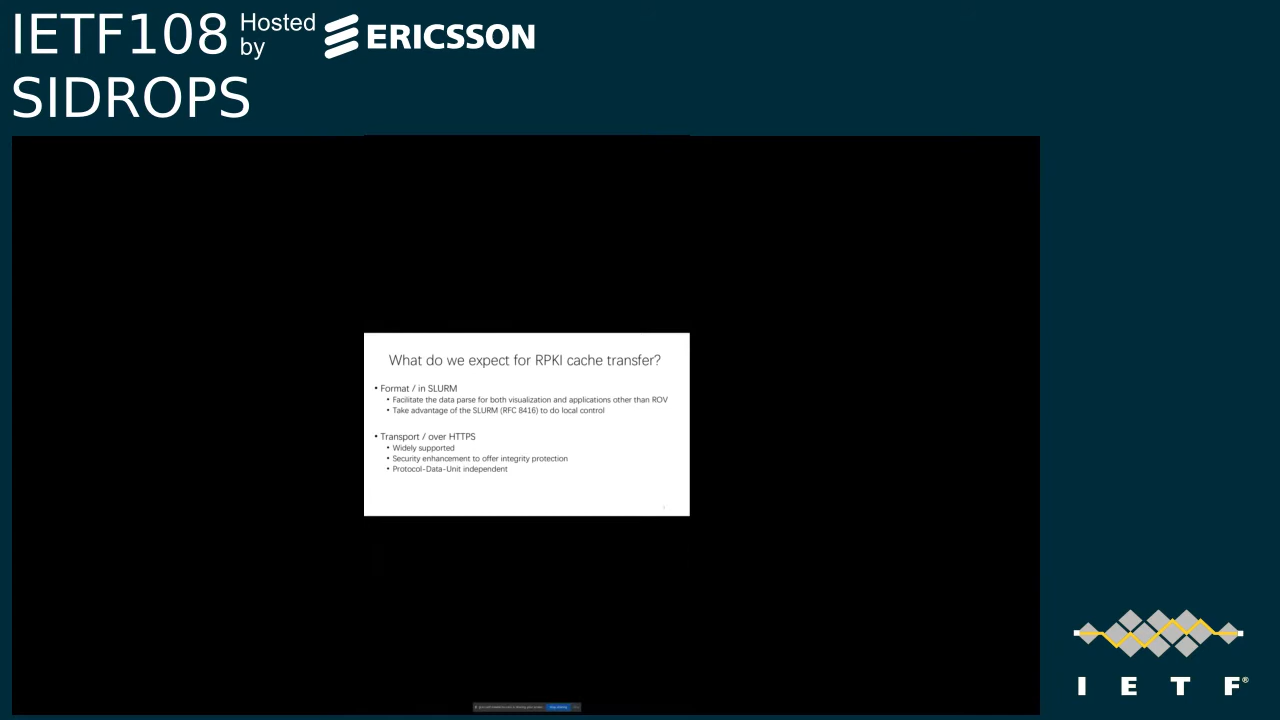 IETF108 Hosted by ERICSSON
SIDROPS
What do we expect for RPKI cache transfer?
• Format / in SLURM
• Facilitate the data parse for both visualization and applications other than ROV
• Take advantage of the SLURM (RFC 8416) to do local control
• Transport / over HTTPS
• Widely supported
• Security enhancement to offer integrity protection
• Protocol-Data-Unit independent
I E T F®